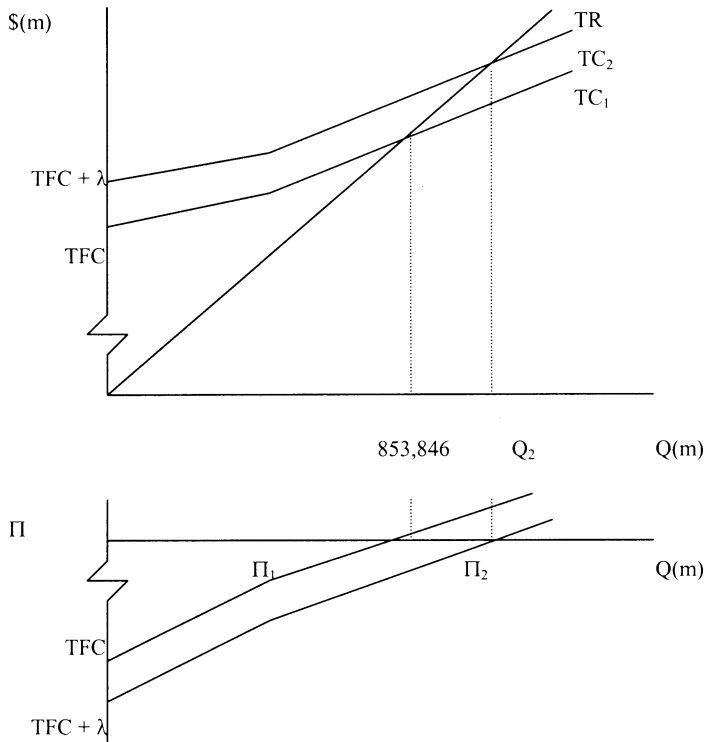 $(m)
TR
TC₂
TC₁
TFC + λ
TFC
853,846 Q₂ Q(m)
Π
Π₁ Π₂ Q(m)
TFC
TFC + λ